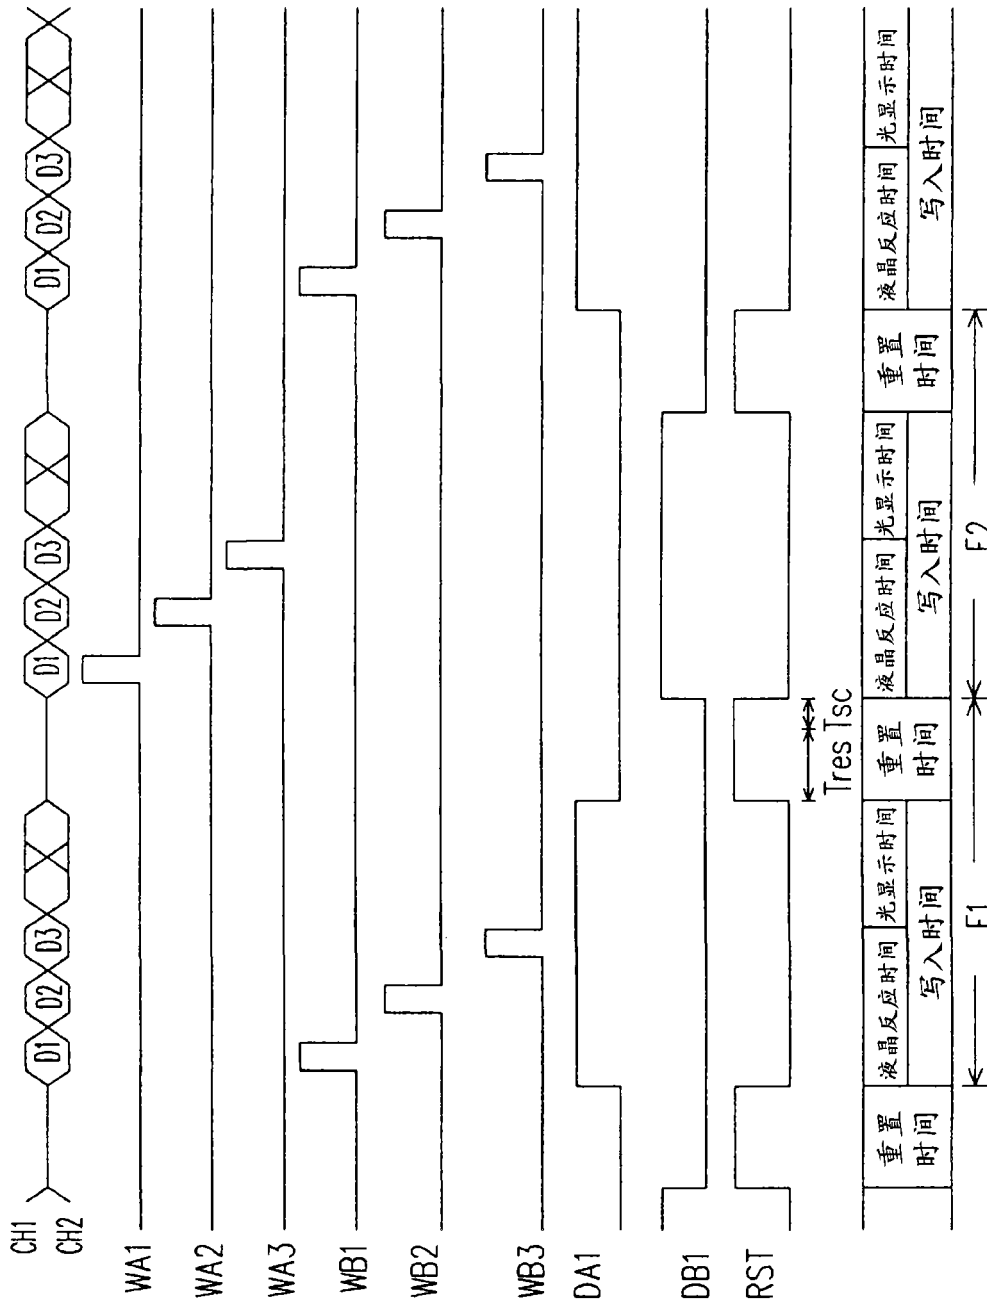 CH1
CH2
D1 D2 D3 D1 D2 D3 D1 D2 D3
WA1
WA2
WA3
WB1
WB2
WB3
DA1
DB1
RST
Tres Tsc
重置时间 液晶反应时间 光显示时间 写入时间 重置时间 液晶反应时间 光显示时间 写入时间 重置时间 液晶反应时间 光显示时间 写入时间
F1 F2